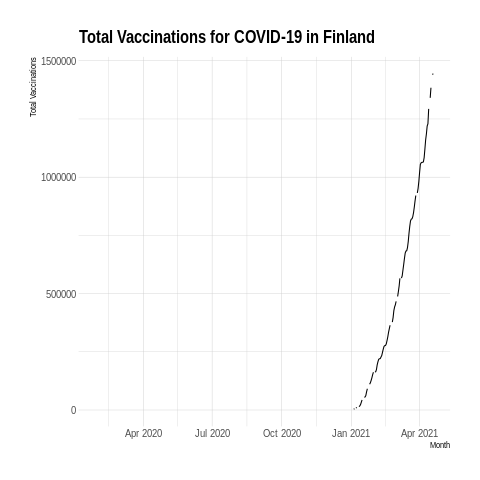 Total Vaccinations for COVID-19 in Finland
Total Vaccinations
1500000
1000000
500000
0
Apr 2020
Jul 2020
Oct 2020
Jan 2021
Apr 2021
Month